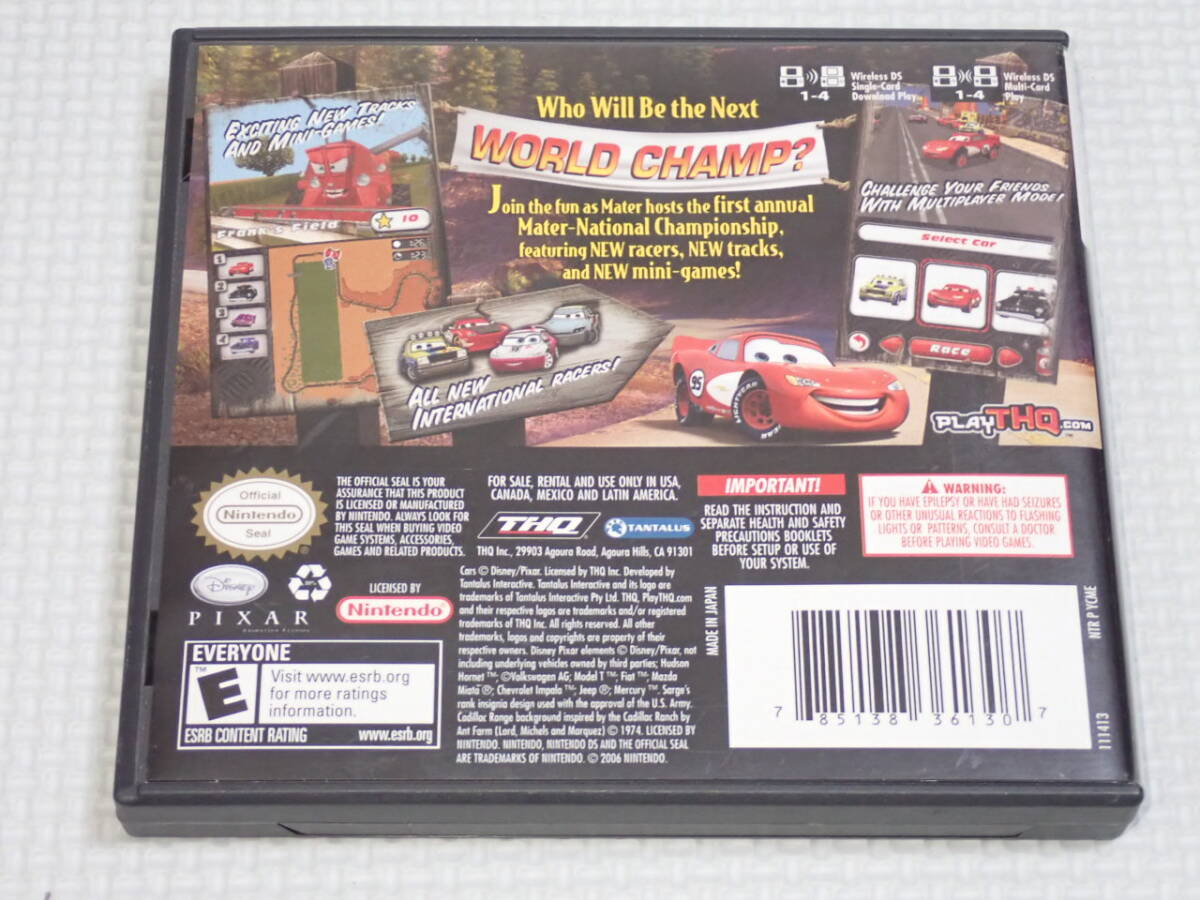 EXCITING NEW TRACKS
AND MINI-GAMES!
10
Frank's Field
1
2
3
4
Who Will Be the Next
WORLD CHAMP?
Join the fun as Mater hosts the first annual
Mater-National Championship,
featuring NEW racers, NEW tracks,
and NEW mini-games!
1-4
Wireless DS
Single-Card
Download Play
1-4
Wireless DS
Multi-Card
Play
CHALLENGE YOUR FRIENDS
WITH MULTIPLAYER MODE!
Select Car
Race
ALL NEW
INTERNATIONAL RACERS!
95
LIGHTYEAR
PLAYTHQ.COM
Official
Nintendo
Seal
THE OFFICIAL SEAL IS YOUR
ASSURANCE THAT THIS PRODUCT
IS LICENSED OR MANUFACTURED
BY NINTENDO. ALWAYS LOOK FOR
THIS SEAL WHEN BUYING VIDEO
GAME SYSTEMS, ACCESSORIES,
GAMES AND RELATED PRODUCTS.
FOR SALE, RENTAL AND USE ONLY IN USA,
CANADA, MEXICO AND LATIN AMERICA.
THQ
TANTALUS
THQ Inc., 29903 Agoura Road, Agoura Hills, CA 91301
IMPORTANT!
READ THE INSTRUCTION AND
SEPARATE HEALTH AND SAFETY
PRECAUTIONS BOOKLETS
BEFORE SETUP OR USE OF
YOUR SYSTEM.
WARNING:
IF YOU HAVE EPILEPSY OR HAVE HAD SEIZURES
OR OTHER UNUSUAL REACTIONS TO FLASHING
LIGHTS OR PATTERNS, CONSULT A DOCTOR
BEFORE PLAYING VIDEO GAMES.
Disney
PIXAR
LICENSED BY
Nintendo
Cars © Disney/Pixar. Licensed by THQ Inc. Developed by
Tantalus Interactive. Tantalus Interactive and its logo are
trademarks of Tantalus Interactive Pty Ltd. THQ, PlayTHQ.com
and their respective logos are trademarks and/or registered
trademarks of THQ Inc. All rights reserved. All other
trademarks, logos and copyrights are property of their
respective owners. Disney Pixar elements © Disney/Pixar, not
including underlying vehicles owned by third parties; Hudson
Hornet ™; ©Volkswagen AG; Model T ™; Fiat ™; Mazda
Miata ®; Chevrolet Impala ™; Jeep ®; Mercury ™. Sarge's
rank insignia design used with the approval of the U.S. Army.
Cadillac Range background inspired by the Cadillac Ranch by
Ant Farm (Lord, Michels and Marquez) © 1974. LICENSED BY
NINTENDO. NINTENDO, NINTENDO DS AND THE OFFICIAL SEAL
ARE TRADEMARKS OF NINTENDO. © 2006 NINTENDO.
EVERYONE
E
Visit www.esrb.org
for more ratings
information.
ESRB CONTENT RATING www.esrb.org
MADE IN JAPAN
7 85138 36130 7
NTR P YCME
111413